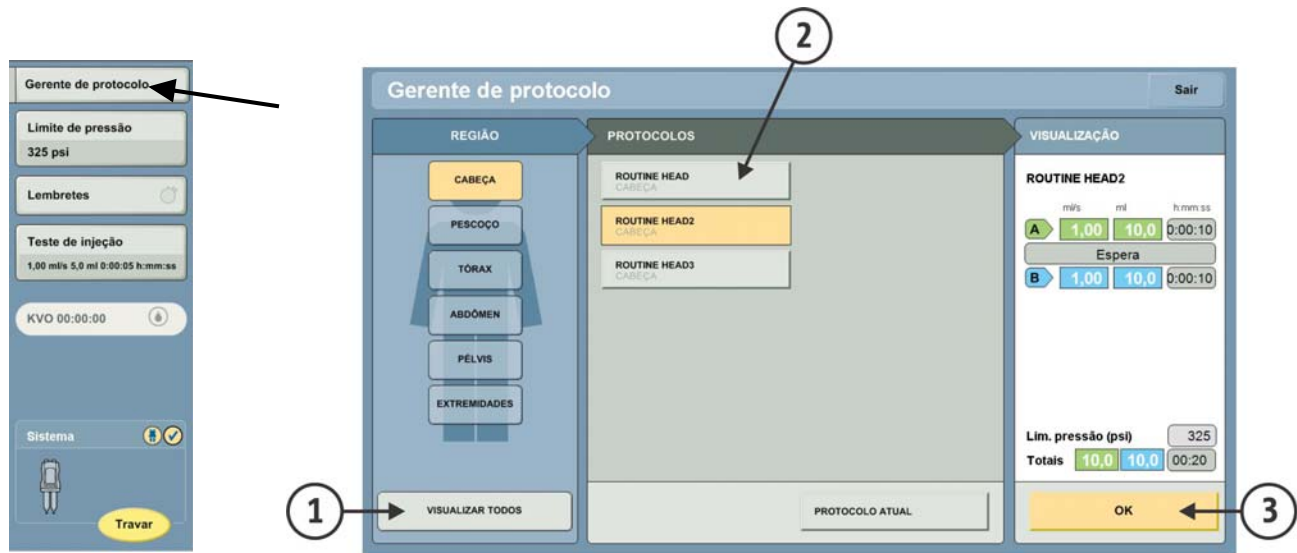 Gerente de protocolo
Limite de pressão
325 psi
Lembretes
Teste de injeção
1,00 ml/s 5,0 ml 0:00:05 h:mm:ss
KVO 00:00:00
Sistema
Travar
2
Gerente de protocolo
Sair
REGIÃO
PROTOCOLOS
VISUALIZAÇÃO
CABEÇA
PESCOÇO
TÓRAX
ABDÔMEN
PÉLVIS
EXTREMIDADES
1
VISUALIZAR TODOS
ROUTINE HEAD
CABEÇA
ROUTINE HEAD2
CABEÇA
ROUTINE HEAD3
CABEÇA
PROTOCOLO ATUAL
ROUTINE HEAD2
ml/s ml h:mm:ss
A 1,00 10,0 0:00:10
Espera
B 1,00 10,0 0:00:10
Lim. pressão (psi) 325
Totais 10,0 10,0 00:20
OK
3